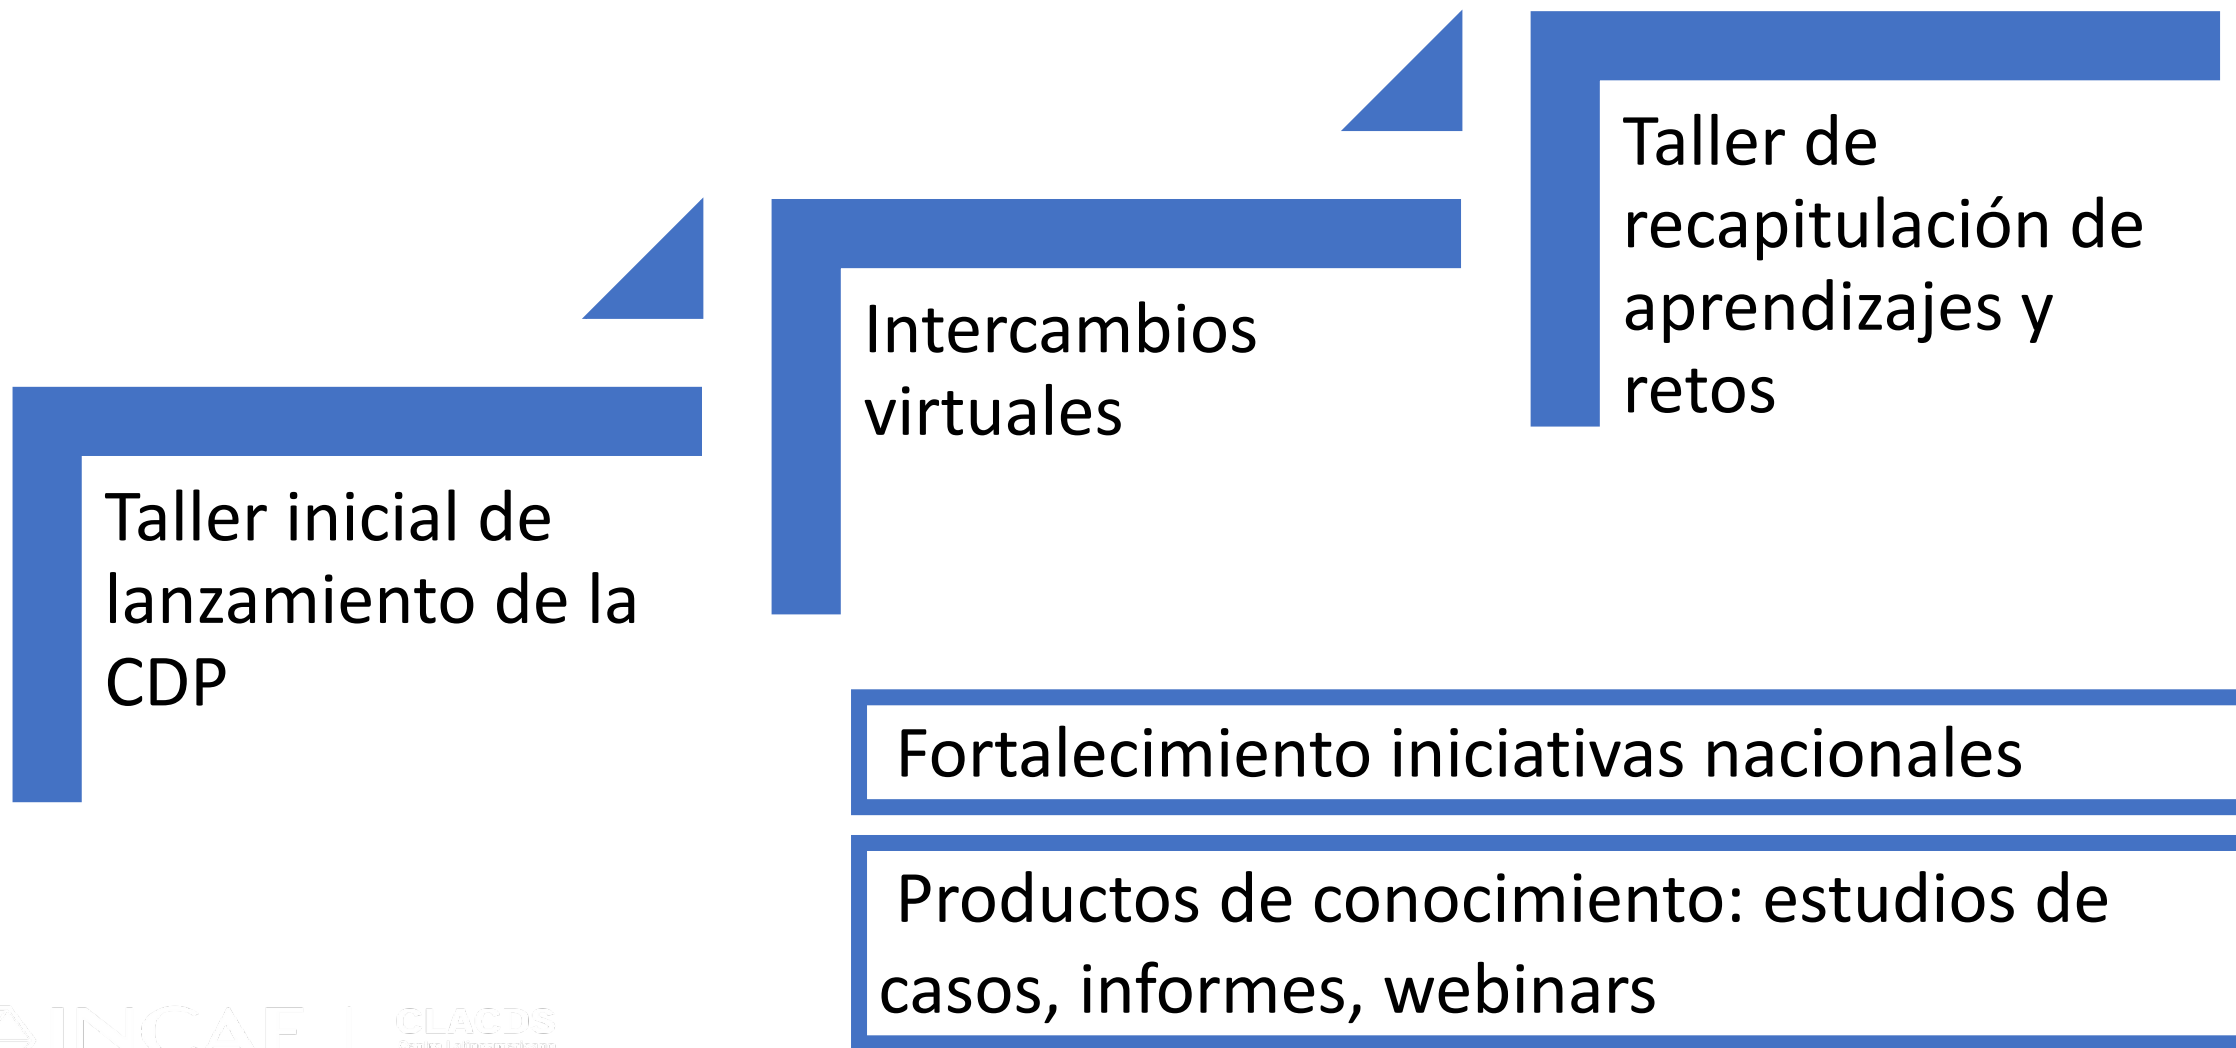 Taller inicial de
lanzamiento de la
CDP
Intercambios
virtuales
Taller de
recapitulación de
aprendizajes y
retos
Fortalecimiento iniciativas nacionales
Productos de conocimiento: estudios de
casos, informes, webinars
INCAE
CLACDS